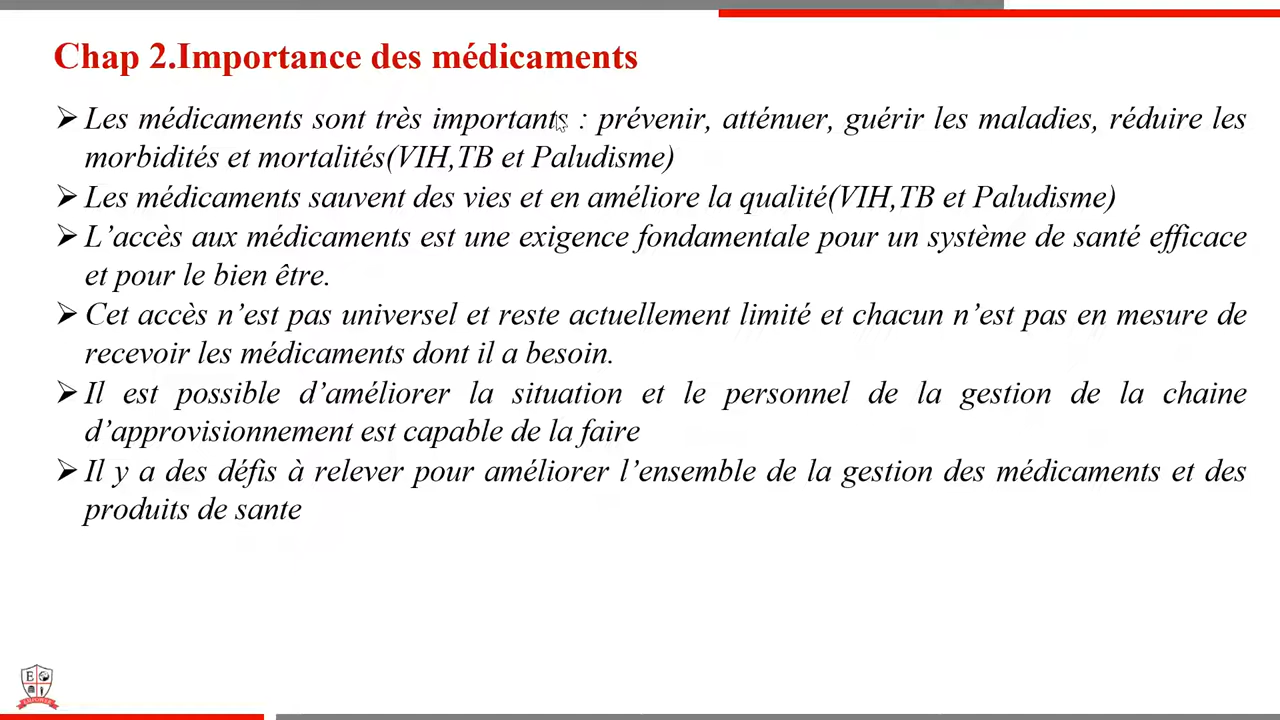 Chap 2.Importance des médicaments
➢ Les médicaments sont très importants : prévenir, atténuer, guérir les maladies, réduire les
morbidités et mortalités(VIH,TB et Paludisme)
➢ Les médicaments sauvent des vies et en améliore la qualité(VIH,TB et Paludisme)
➢ L’accès aux médicaments est une exigence fondamentale pour un système de santé efficace
et pour le bien être.
➢ Cet accès n’est pas universel et reste actuellement limité et chacun n’est pas en mesure de
recevoir les médicaments dont il a besoin.
➢ Il est possible d’améliorer la situation et le personnel de la gestion de la chaine
d’approvisionnement est capable de la faire
➢ Il y a des défis à relever pour améliorer l’ensemble de la gestion des médicaments et des
produits de sante
E